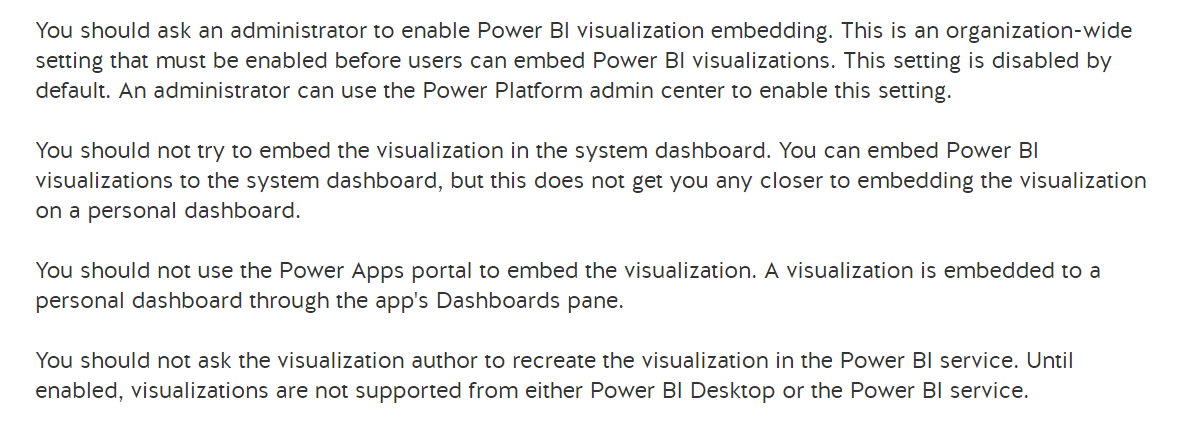 You should ask an administrator to enable Power BI visualization embedding. This is an organization-wide
setting that must be enabled before users can embed Power BI visualizations. This setting is disabled by
default. An administrator can use the Power Platform admin center to enable this setting.
You should not try to embed the visualization in the system dashboard. You can embed Power BI
visualizations to the system dashboard, but this does not get you any closer to embedding the visualization
on a personal dashboard.
You should not use the Power Apps portal to embed the visualization. A visualization is embedded to a
personal dashboard through the app's Dashboards pane.
You should not ask the visualization author to recreate the visualization in the Power BI service. Until
enabled, visualizations are not supported from either Power BI Desktop or the Power BI service.